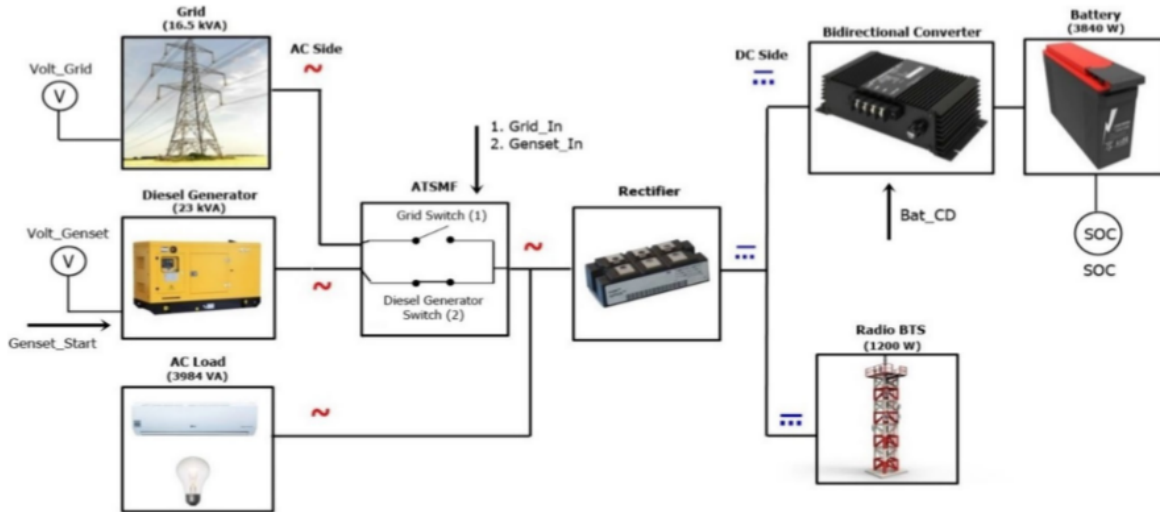 Grid
(16.5 kVA)
Volt_Grid
V
AC Side
~
1. Grid_In
2. Genset_In
DC Side
Bidirectional Converter
Battery
(3840 W)
Diesel Generator
(23 kVA)
Volt_Genset
V
Genset_Start
~
ATSMF
Grid Switch (1)
Diesel Generator
Switch (2)
~
Rectifier
Bat_CD
SOC
SOC
AC Load
(3984 VA)
~
Radio BTS
(1200 W)